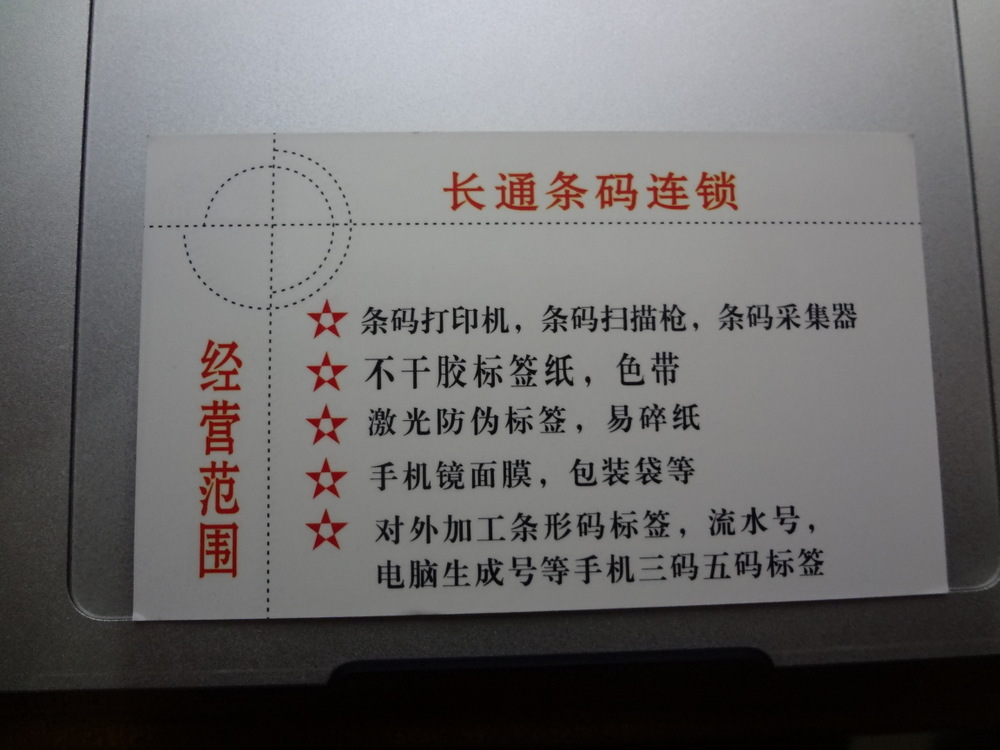 长通条码连锁
经营范围
条码打印机，条码扫描枪，条码采集器
不干胶标签纸，色带
激光防伪标签，易碎纸
手机镜面膜，包装袋等
对外加工条形码标签，流水号，
电脑生成号等手机三码五码标签